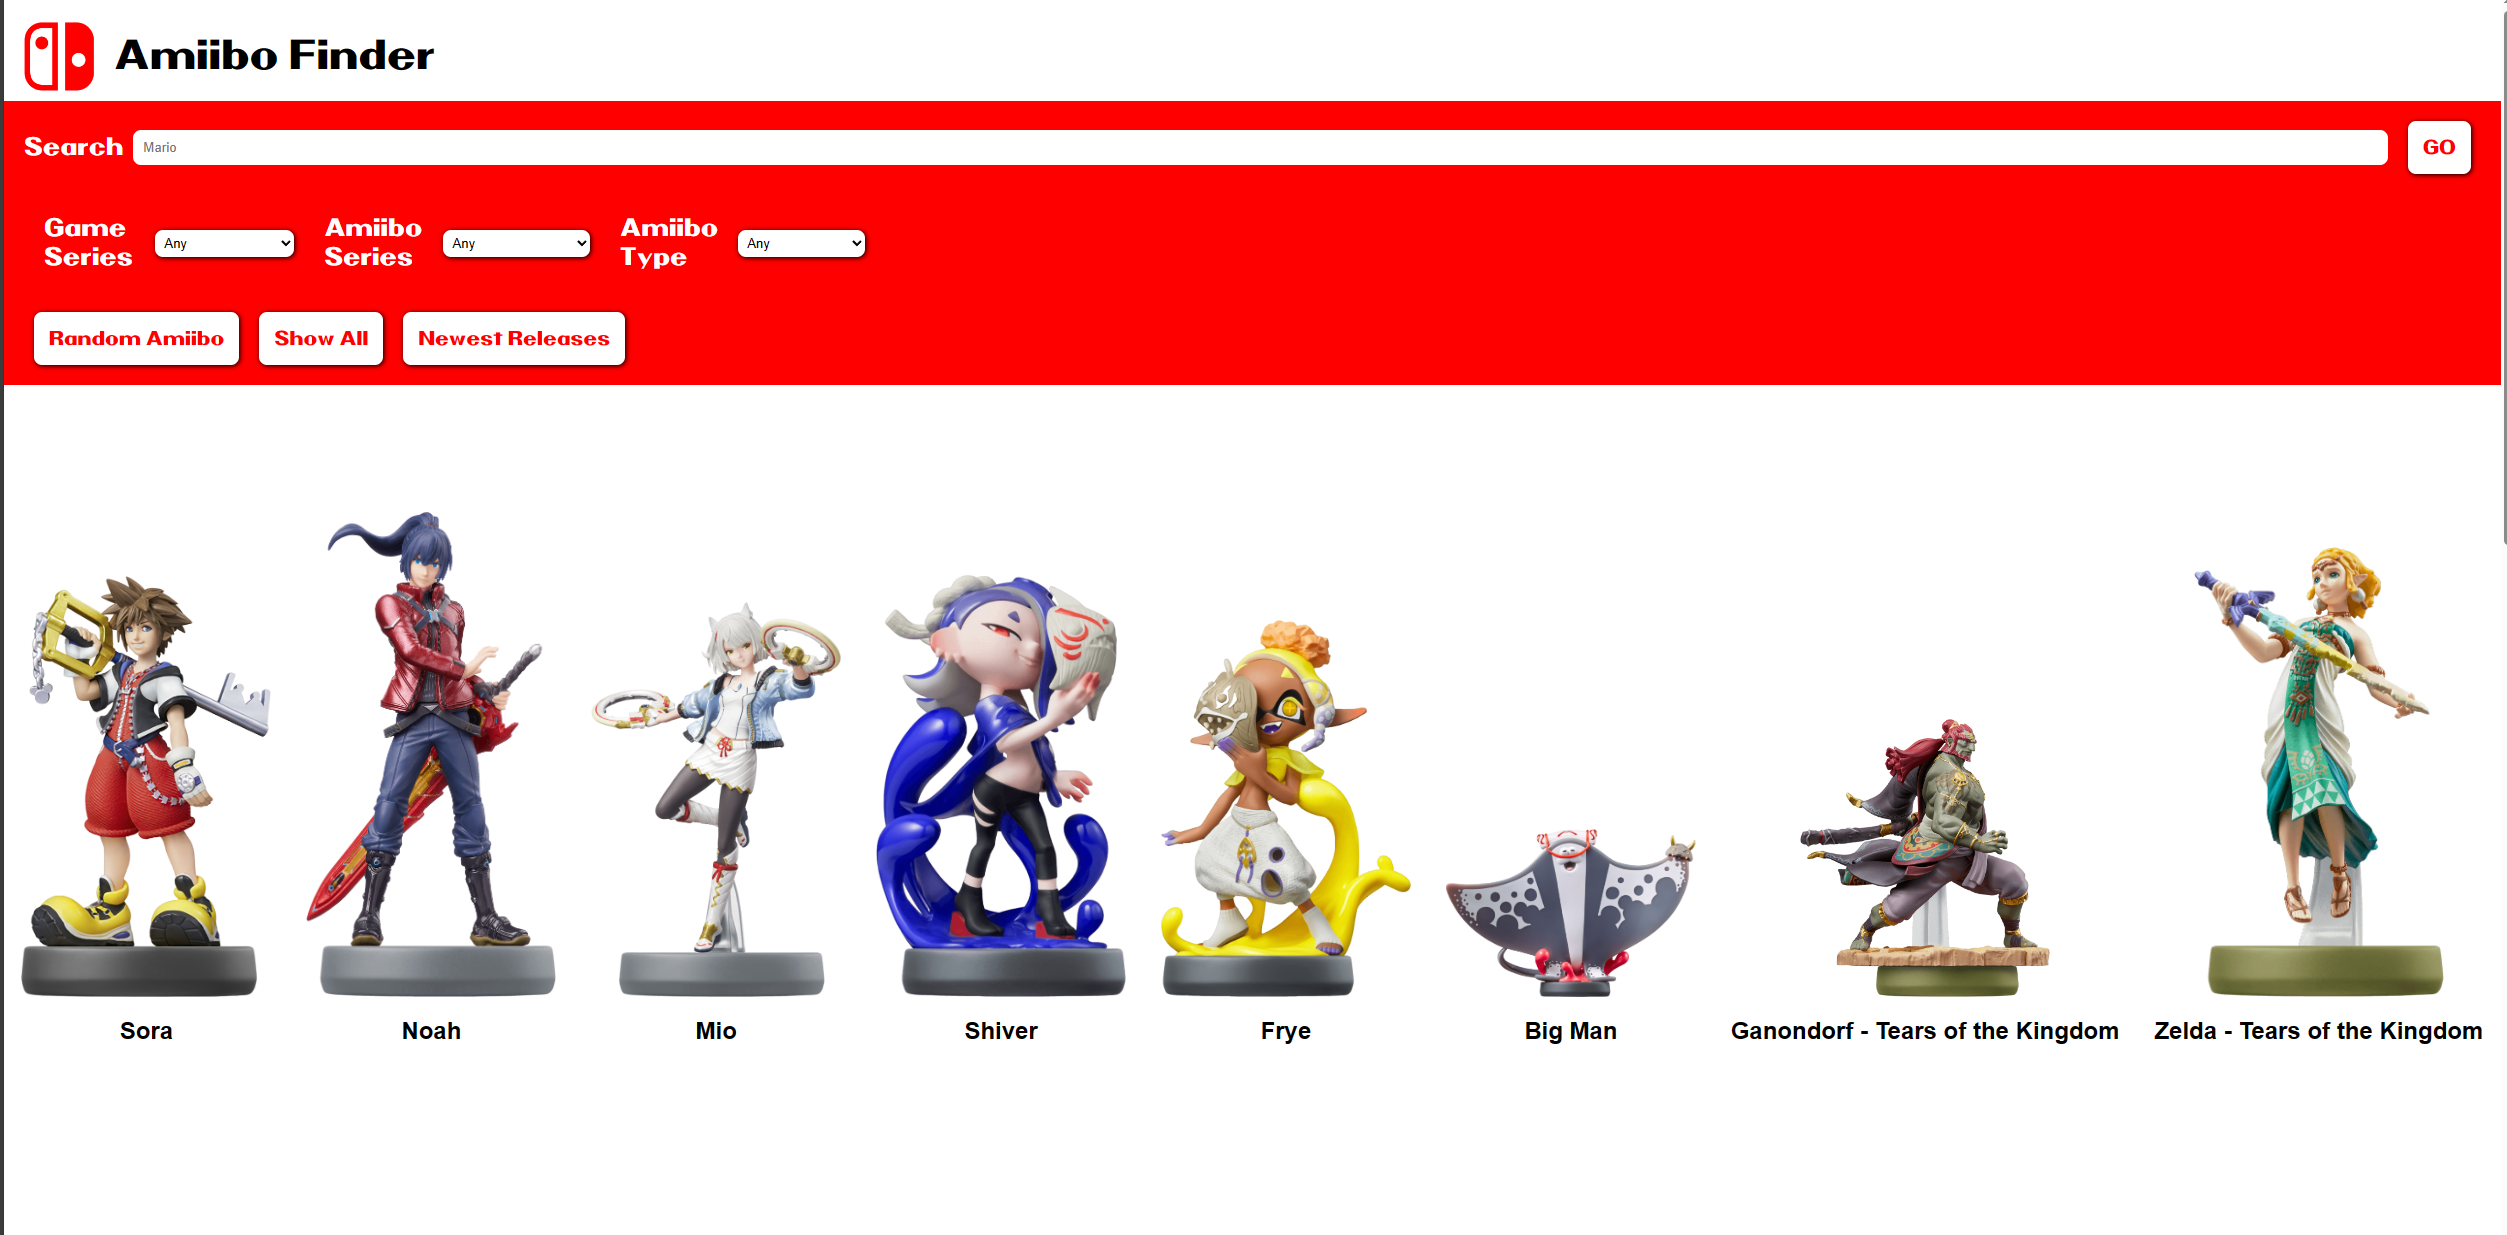 Amiibo Finder
Search
Mario
GO
Game
Series
Any
Amiibo
Series
Any
Amiibo
Type
Any
Random Amiibo
Show All
Newest Releases
Sora
Noah
Mio
Shiver
Frye
Big Man
Ganondorf - Tears of the Kingdom
Zelda - Tears of the Kingdom